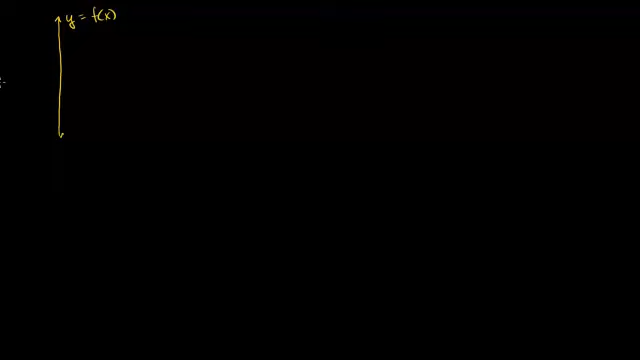 y = f(x)